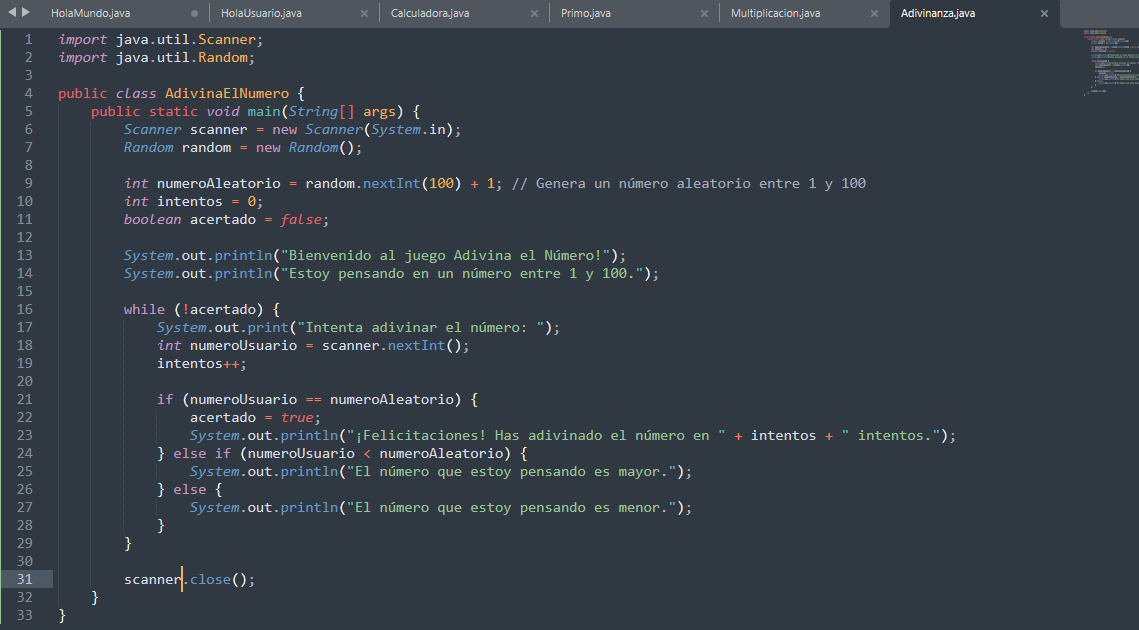 HolaMundo.java HolaUsuario.java Calculadora.java Primo.java Multiplicacion.java Adivinanza.java
1 import java.util.Scanner;
2 import java.util.Random;
3
4 public class AdivinaElNumero {
5     public static void main(String[] args) {
6         Scanner scanner = new Scanner(System.in);
7         Random random = new Random();
8
9         int numeroAleatorio = random.nextInt(100) + 1; // Genera un número aleatorio entre 1 y 100
10         int intentos = 0;
11         boolean acertado = false;
12
13         System.out.println("Bienvenido al juego Adivina el Número!");
14         System.out.println("Estoy pensando en un número entre 1 y 100.");
15
16         while (!acertado) {
17             System.out.print("Intenta adivinar el número: ");
18             int numeroUsuario = scanner.nextInt();
19             intentos++;
20
21             if (numeroUsuario == numeroAleatorio) {
22                 acertado = true;
23                 System.out.println("¡Felicitaciones! Has adivinado el número en " + intentos + " intentos.");
24             } else if (numeroUsuario < numeroAleatorio) {
25                 System.out.println("El número que estoy pensando es mayor.");
26             } else {
27                 System.out.println("El número que estoy pensando es menor.");
28             }
29         }
30
31         scanner.close();
32     }
33 }